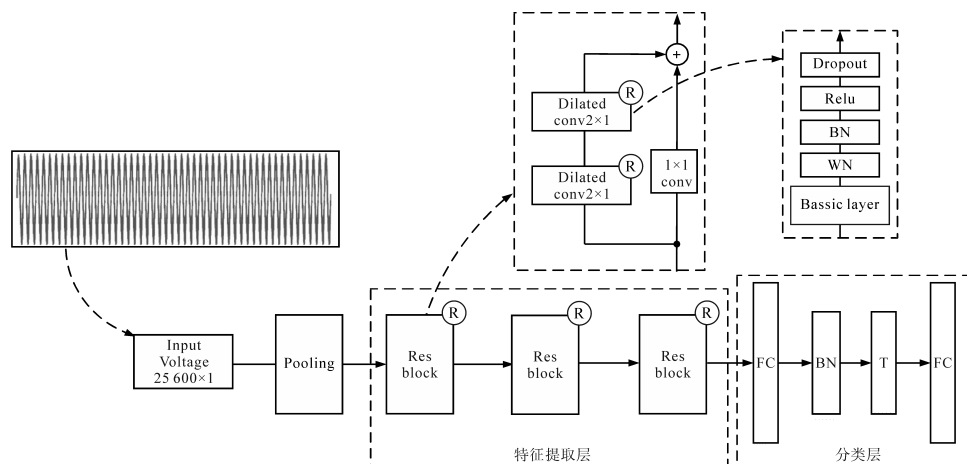 R
Dilated
conv2×1
R
Dilated
conv2×1
1×1
conv
+
Dropout
Relu
BN
WN
Bassic layer
Input
Voltage
25 600×1
Pooling
R
Res
block
R
Res
block
R
Res
block
FC
BN
T
FC
特征提取层
分类层